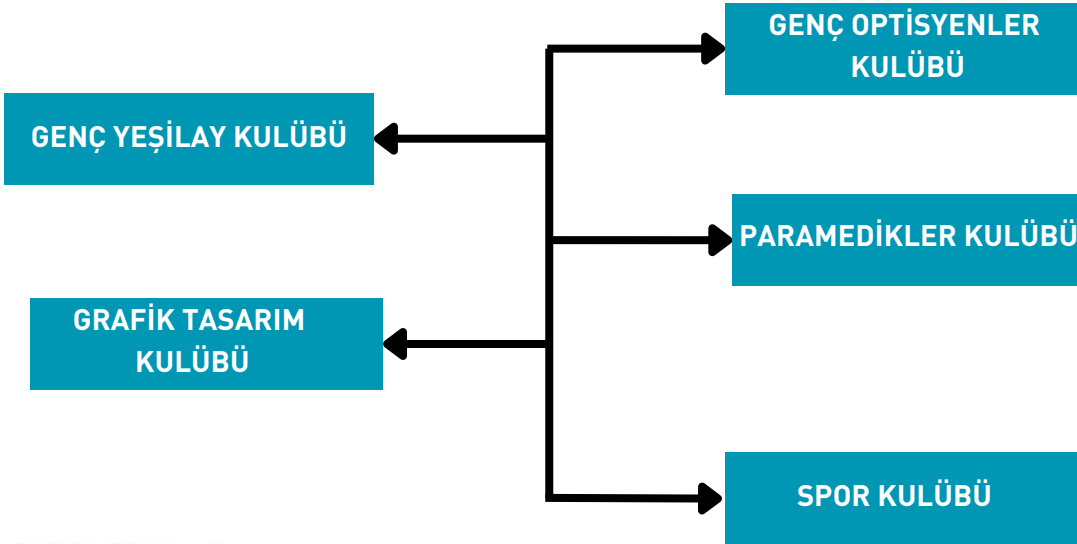 GENÇ OPTİSYENLER
KULÜBÜ
GENÇ YEŞİLAY KULÜBÜ
PARAMEDİKLER KULÜBÜ
GRAFİK TASARIM
KULÜBÜ
SPOR KULÜBÜ